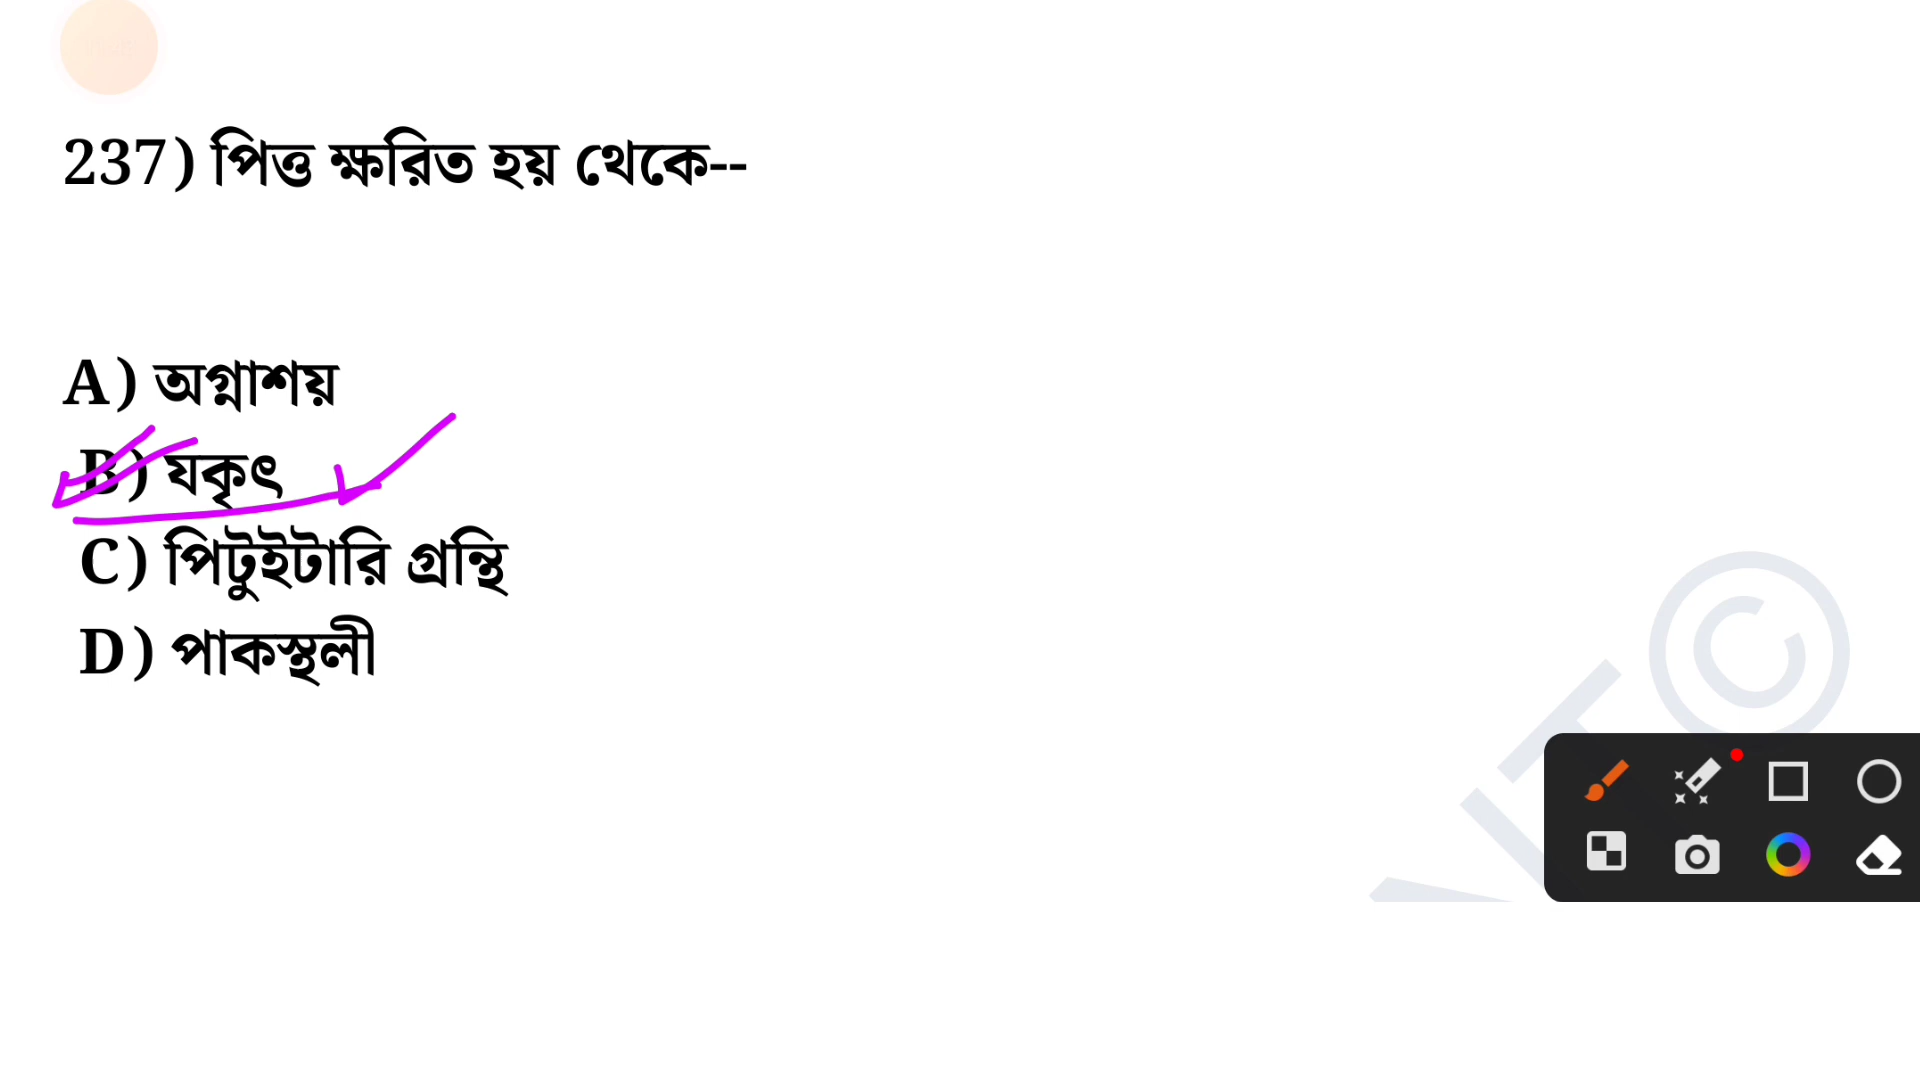 237) পিত্ত ক্ষরিত হয় থেকে--
A) অগ্নাশয়
B) যকৃৎ
C) পিটুইটারি গ্রন্থি
D) পাকস্থলী